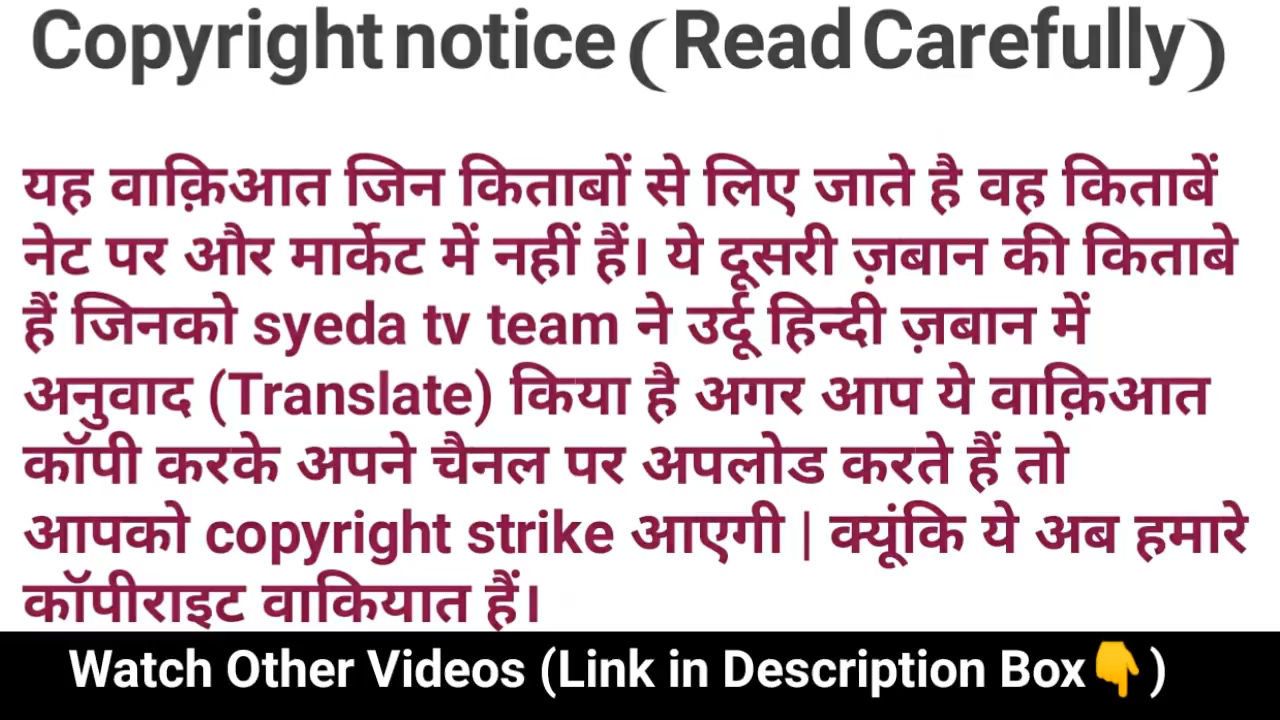 Copyright notice ( Read Carefully)
यह वाक़िआत जिन किताबों से लिए जाते है वह किताबें
नेट पर और मार्केट में नहीं हैं। ये दूसरी ज़बान की किताबे
हैं जिनको syeda tv team ने उर्दू हिन्दी ज़बान में
अनुवाद (Translate) किया है अगर आप ये वाक़िआत
कॉपी करके अपने चैनल पर अपलोड करते हैं तो
आपको copyright strike आएगी | क्यूंकि ये अब हमारे
कॉपीराइट वाकियात हैं।
Watch Other Videos (Link in Description Box👇)